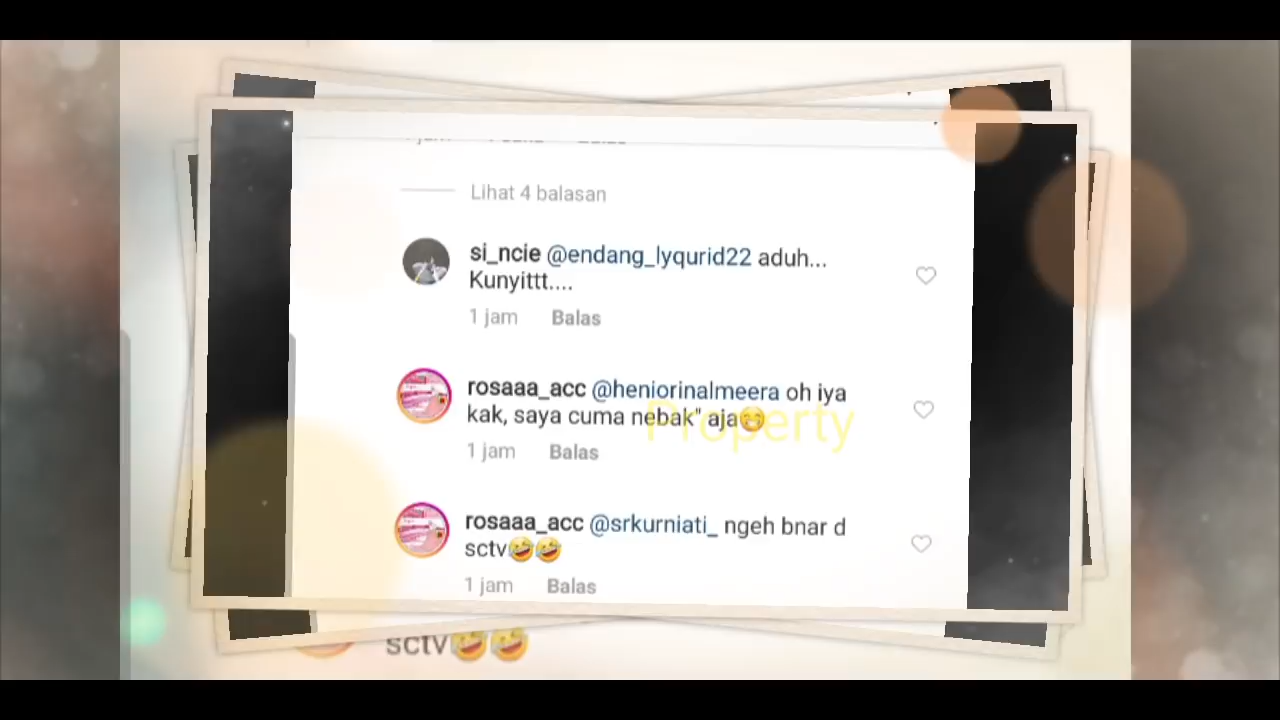 Lihat 4 balasan
si_ncie @endang_lyqurid22 aduh...
Kunyittt....
1 jam Balas
rosaaa_acc @heniorinalmeera oh iya
kak, saya cuma nebak" aja😁
Property
1 jam Balas
rosaaa_acc @srkurniati_ ngeh bnar d
sctv🤣🤣
1 jam Balas
sctv🤣🤣